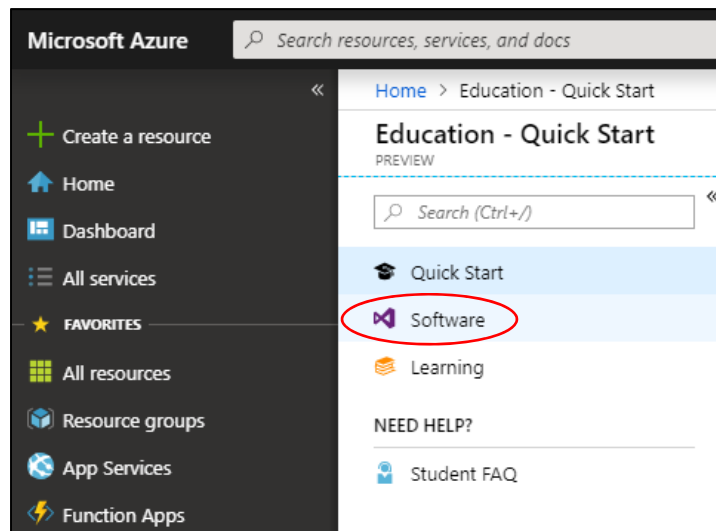 Microsoft Azure
Search resources, services, and docs
Create a resource
Home
Dashboard
All services
FAVORITES
All resources
Resource groups
App Services
Function Apps
Home > Education - Quick Start
Education - Quick Start
PREVIEW
Search (Ctrl+/)
Quick Start
Software
Learning
NEED HELP?
Student FAQ